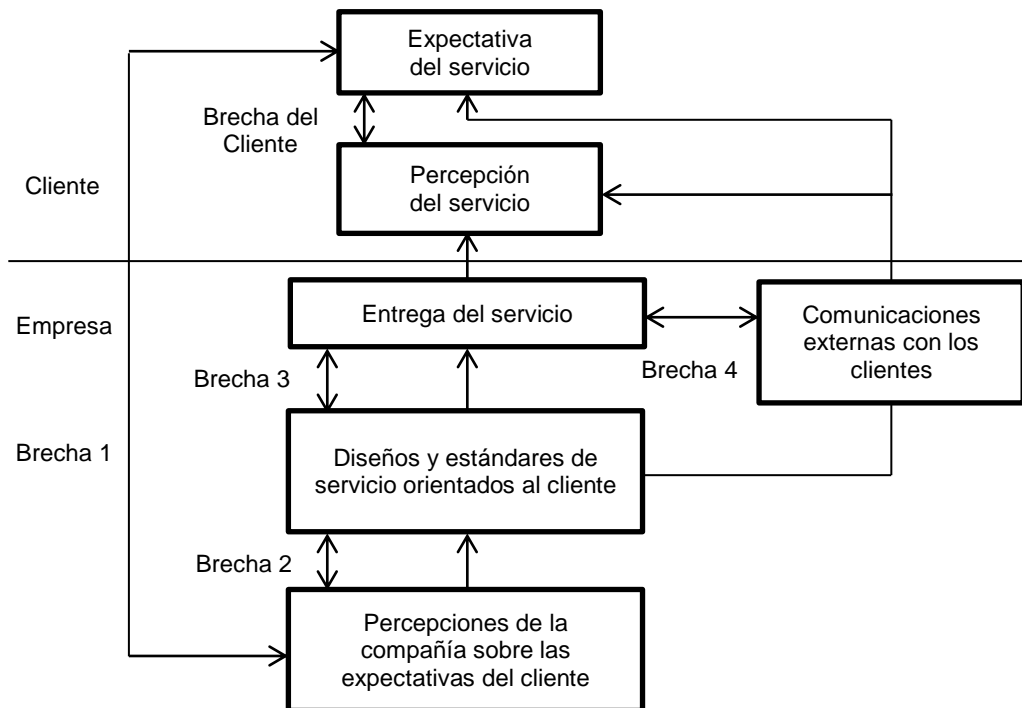 Expectativa
del servicio
Brecha del
Cliente
Cliente
Percepción
del servicio
Empresa
Entrega del servicio
Comunicaciones
externas con los
clientes
Brecha 3
Brecha 4
Brecha 1
Diseños y estándares de
servicio orientados al cliente
Brecha 2
Percepciones de la
compañía sobre las
expectativas del cliente